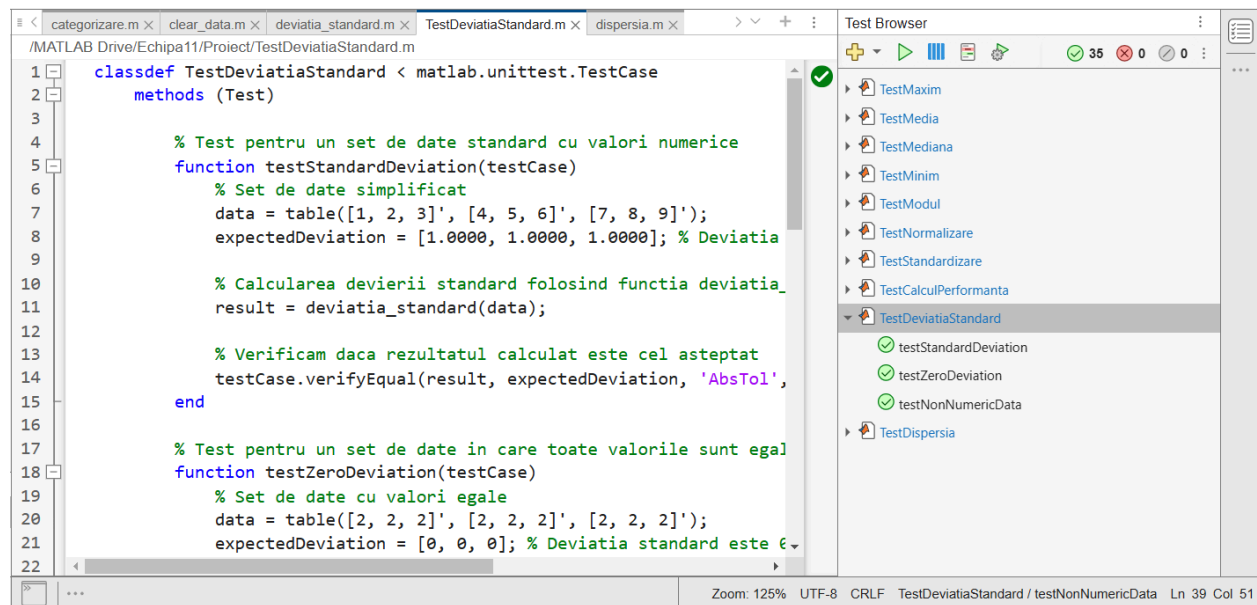 categorizare.m × clear_data.m × deviatia_standard.m × TestDeviatiaStandard.m × dispersia.m ×
/MATLAB Drive/Echipa11/Proiect/TestDeviatiaStandard.m
1 classdef TestDeviatiaStandard < matlab.unittest.TestCase
2 methods (Test)
3
4 % Test pentru un set de date standard cu valori numerice
5 function testStandardDeviation(testCase)
6 % Set de date simplificat
7 data = table([1, 2, 3]', [4, 5, 6]', [7, 8, 9]');
8 expectedDeviation = [1.0000, 1.0000, 1.0000]; % Deviatia
9
10 % Calcularea devierii standard folosind functia deviatia_
11 result = deviatia_standard(data);
12
13 % Verificam daca rezultatul calculat este cel asteptat
14 testCase.verifyEqual(result, expectedDeviation, 'AbsTol',
15 end
16
17 % Test pentru un set de date in care toate valorile sunt egal
18 function testZeroDeviation(testCase)
19 % Set de date cu valori egale
20 data = table([2, 2, 2]', [2, 2, 2]', [2, 2, 2]');
21 expectedDeviation = [0, 0, 0]; % Deviatia standard este
22
Test Browser
35 0 0
TestMaxim
TestMedia
TestMediana
TestMinim
TestModul
TestNormalizare
TestStandardizare
TestCalculPerformanta
TestDeviatiaStandard
testStandardDeviation
testZeroDeviation
testNonNumericData
TestDispersia
Zoom: 125% UTF-8 CRLF TestDeviatiaStandard / testNonNumericData Ln 39 Col 51